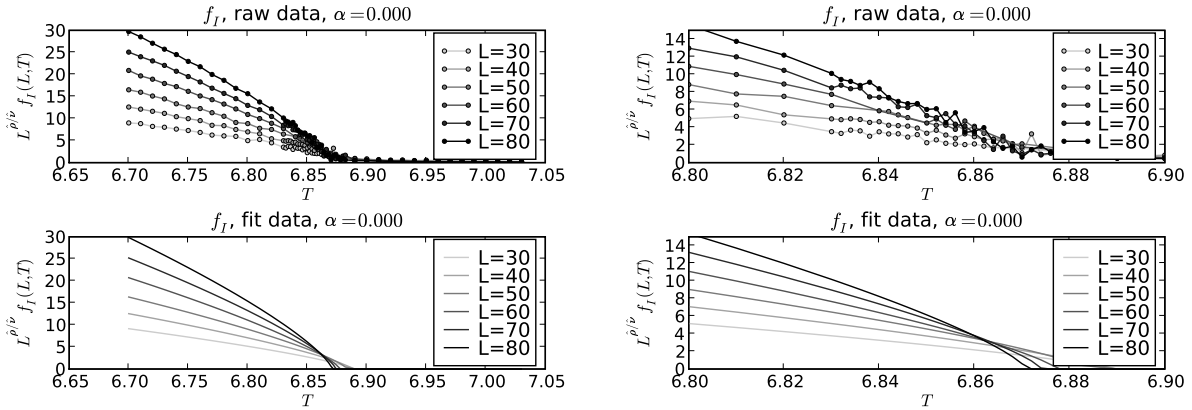 f_I, raw data, α=0.000
L^{ρ̂/ν̂} f_I(L,T)
30
25
20
15
10
5
0
6.65 6.70 6.75 6.80 6.85 6.90 6.95 7.00 7.05
T
L=30
L=40
L=50
L=60
L=70
L=80
f_I, raw data, α=0.000
L^{ρ̂/ν̂} f_I(L,T)
14
12
10
8
6
4
2
0
6.80 6.82 6.84 6.86 6.88 6.90
T
L=30
L=40
L=50
L=60
L=70
L=80
f_I, fit data, α=0.000
L^{ρ̂/ν̂} f_I(L,T)
30
25
20
15
10
5
0
6.65 6.70 6.75 6.80 6.85 6.90 6.95 7.00 7.05
T
L=30
L=40
L=50
L=60
L=70
L=80
f_I, fit data, α=0.000
L^{ρ̂/ν̂} f_I(L,T)
14
12
10
8
6
4
2
0
6.80 6.82 6.84 6.86 6.88 6.90
T
L=30
L=40
L=50
L=60
L=70
L=80